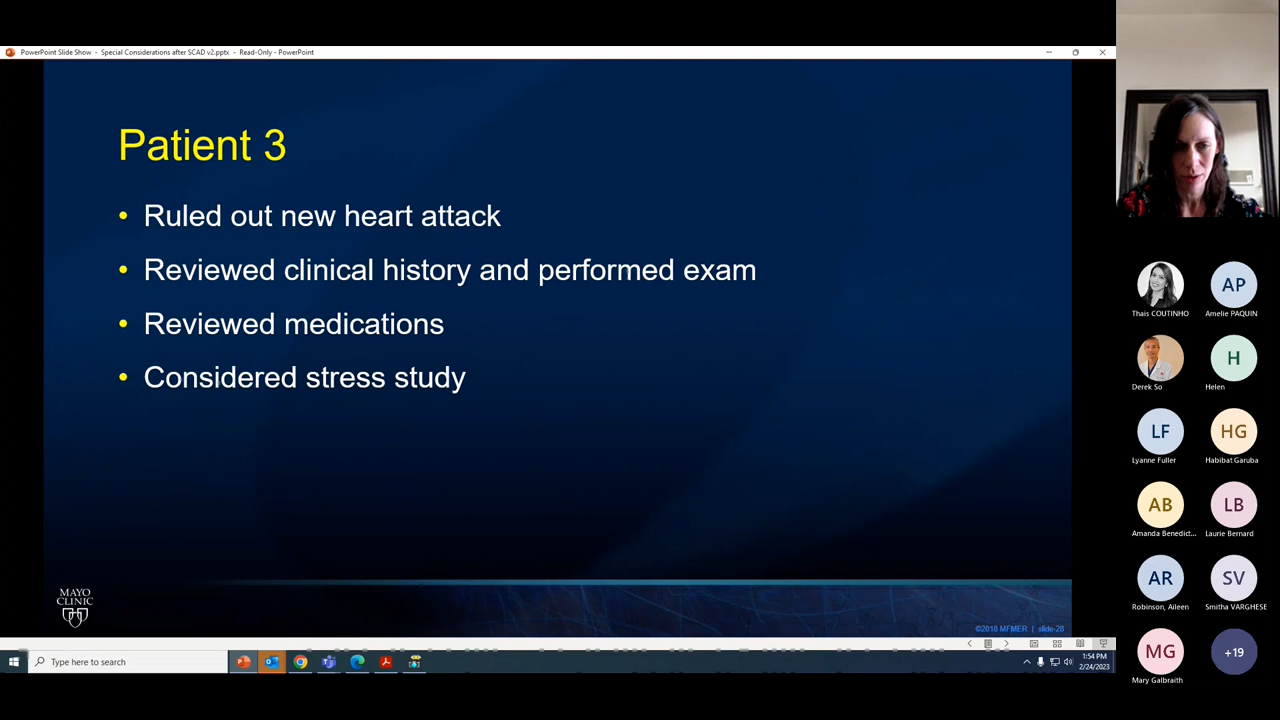 PowerPoint Slide Show - Special Considerations after SCAD v2.pptx - Read-Only - PowerPoint
Patient 3
• Ruled out new heart attack
• Reviewed clinical history and performed exam
• Reviewed medications
• Considered stress study
MAYO
CLINIC
©2018 MFMER | slide-28
Type here to search
1:54 PM
2/24/2023
AP
Thais COUTINHO
Amelie PAQUIN
H
Derek So
Helen
LF
HG
Lyanne Fuller
Habibat Garuba
AB
LB
Amanda Benedict...
Laurie Bernard
AR
SV
Robinson, Aileen
Smitha VARGHESE
MG
+19
Mary Galbraith